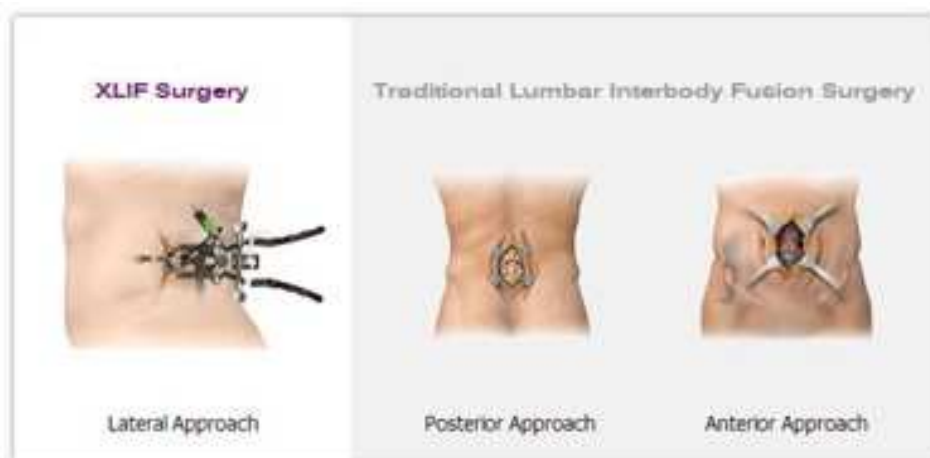 XLIF Surgery
Traditional Lumbar Interbody Fusion Surgery
Lateral Approach
Posterior Approach
Anterior Approach